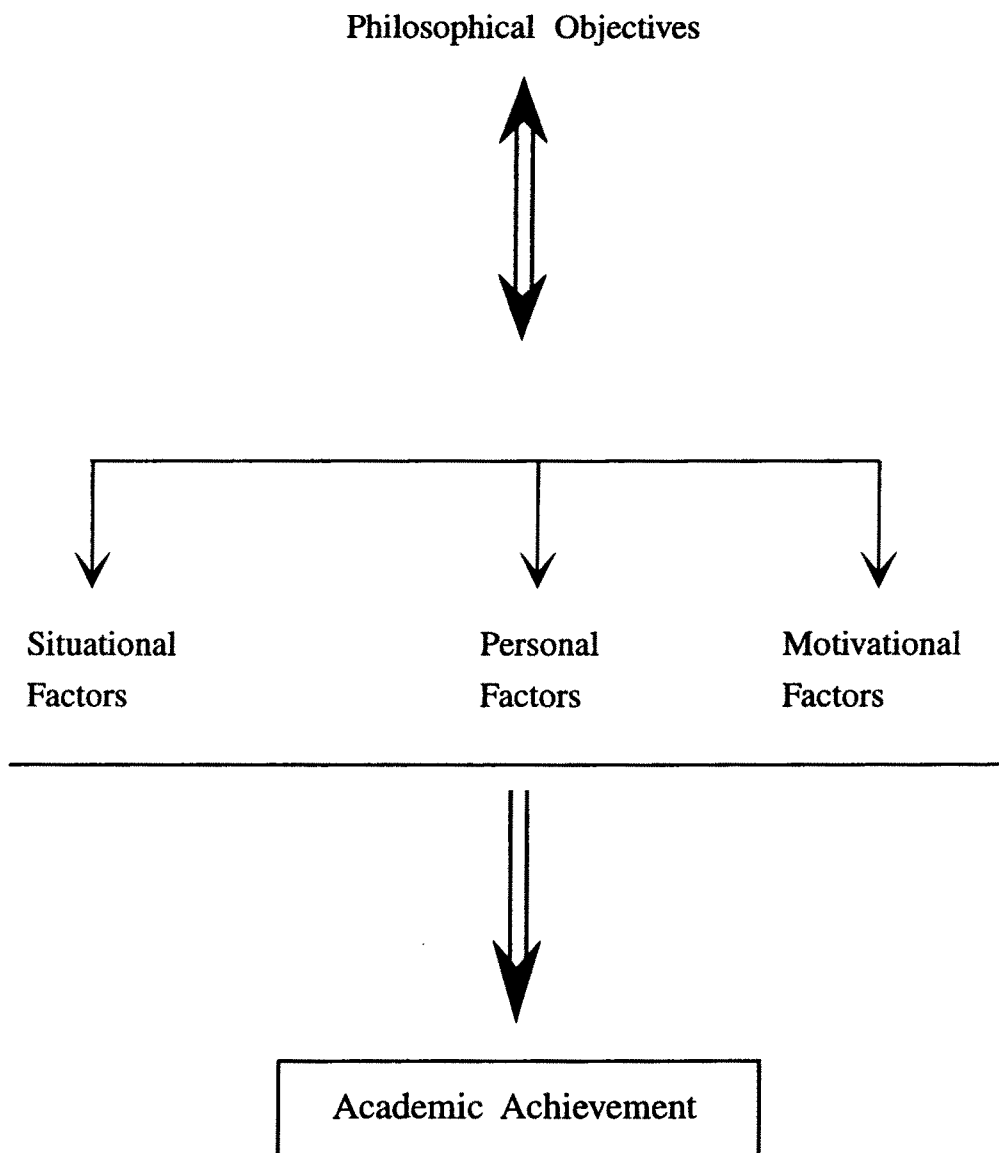 Philosophical Objectives
Situational
Factors
Personal
Factors
Motivational
Factors
Academic Achievement